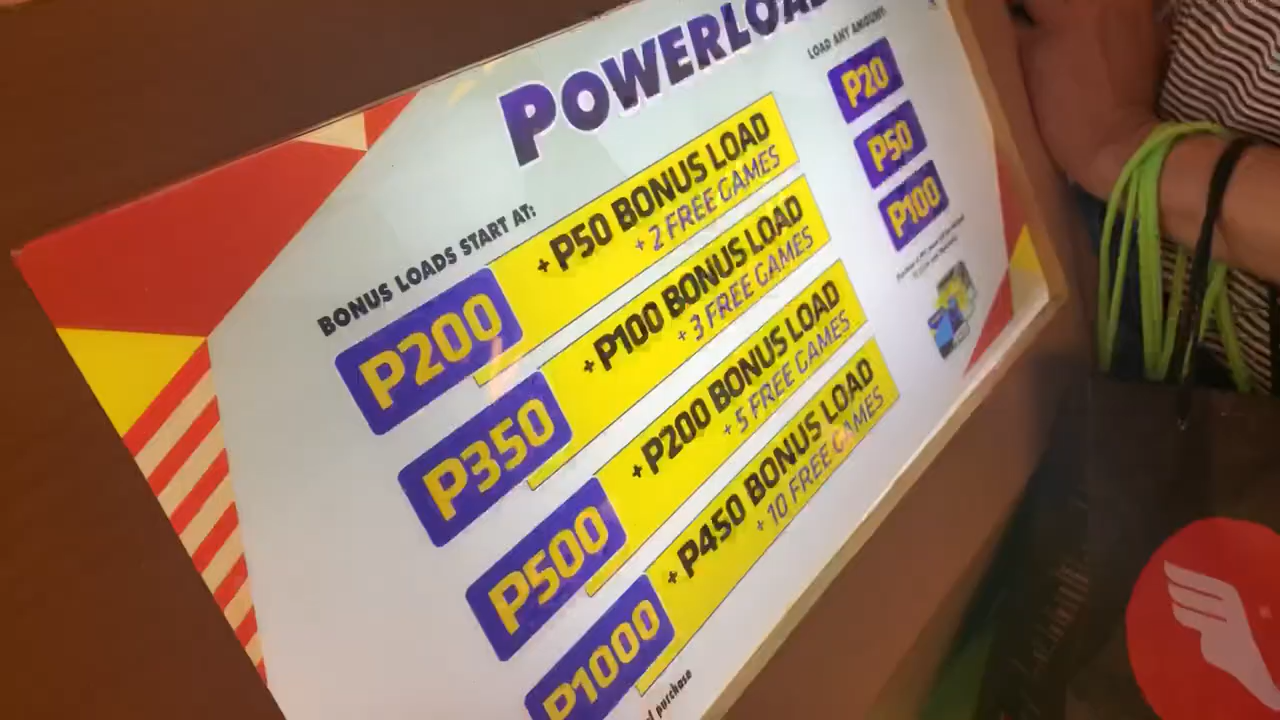 POWERLOAD
BONUS LOADS START AT:
P200
+ P50 BONUS LOAD
+ 2 FREE GAMES
P350
+ P100 BONUS LOAD
+ 3 FREE GAMES
P500
+ P200 BONUS LOAD
+ 5 FREE GAMES
P1000
+ P450 BONUS LOAD
+ 10 FREE GAMES
purchase
LOAD ANY AMOUNT:
P20
P50
P100